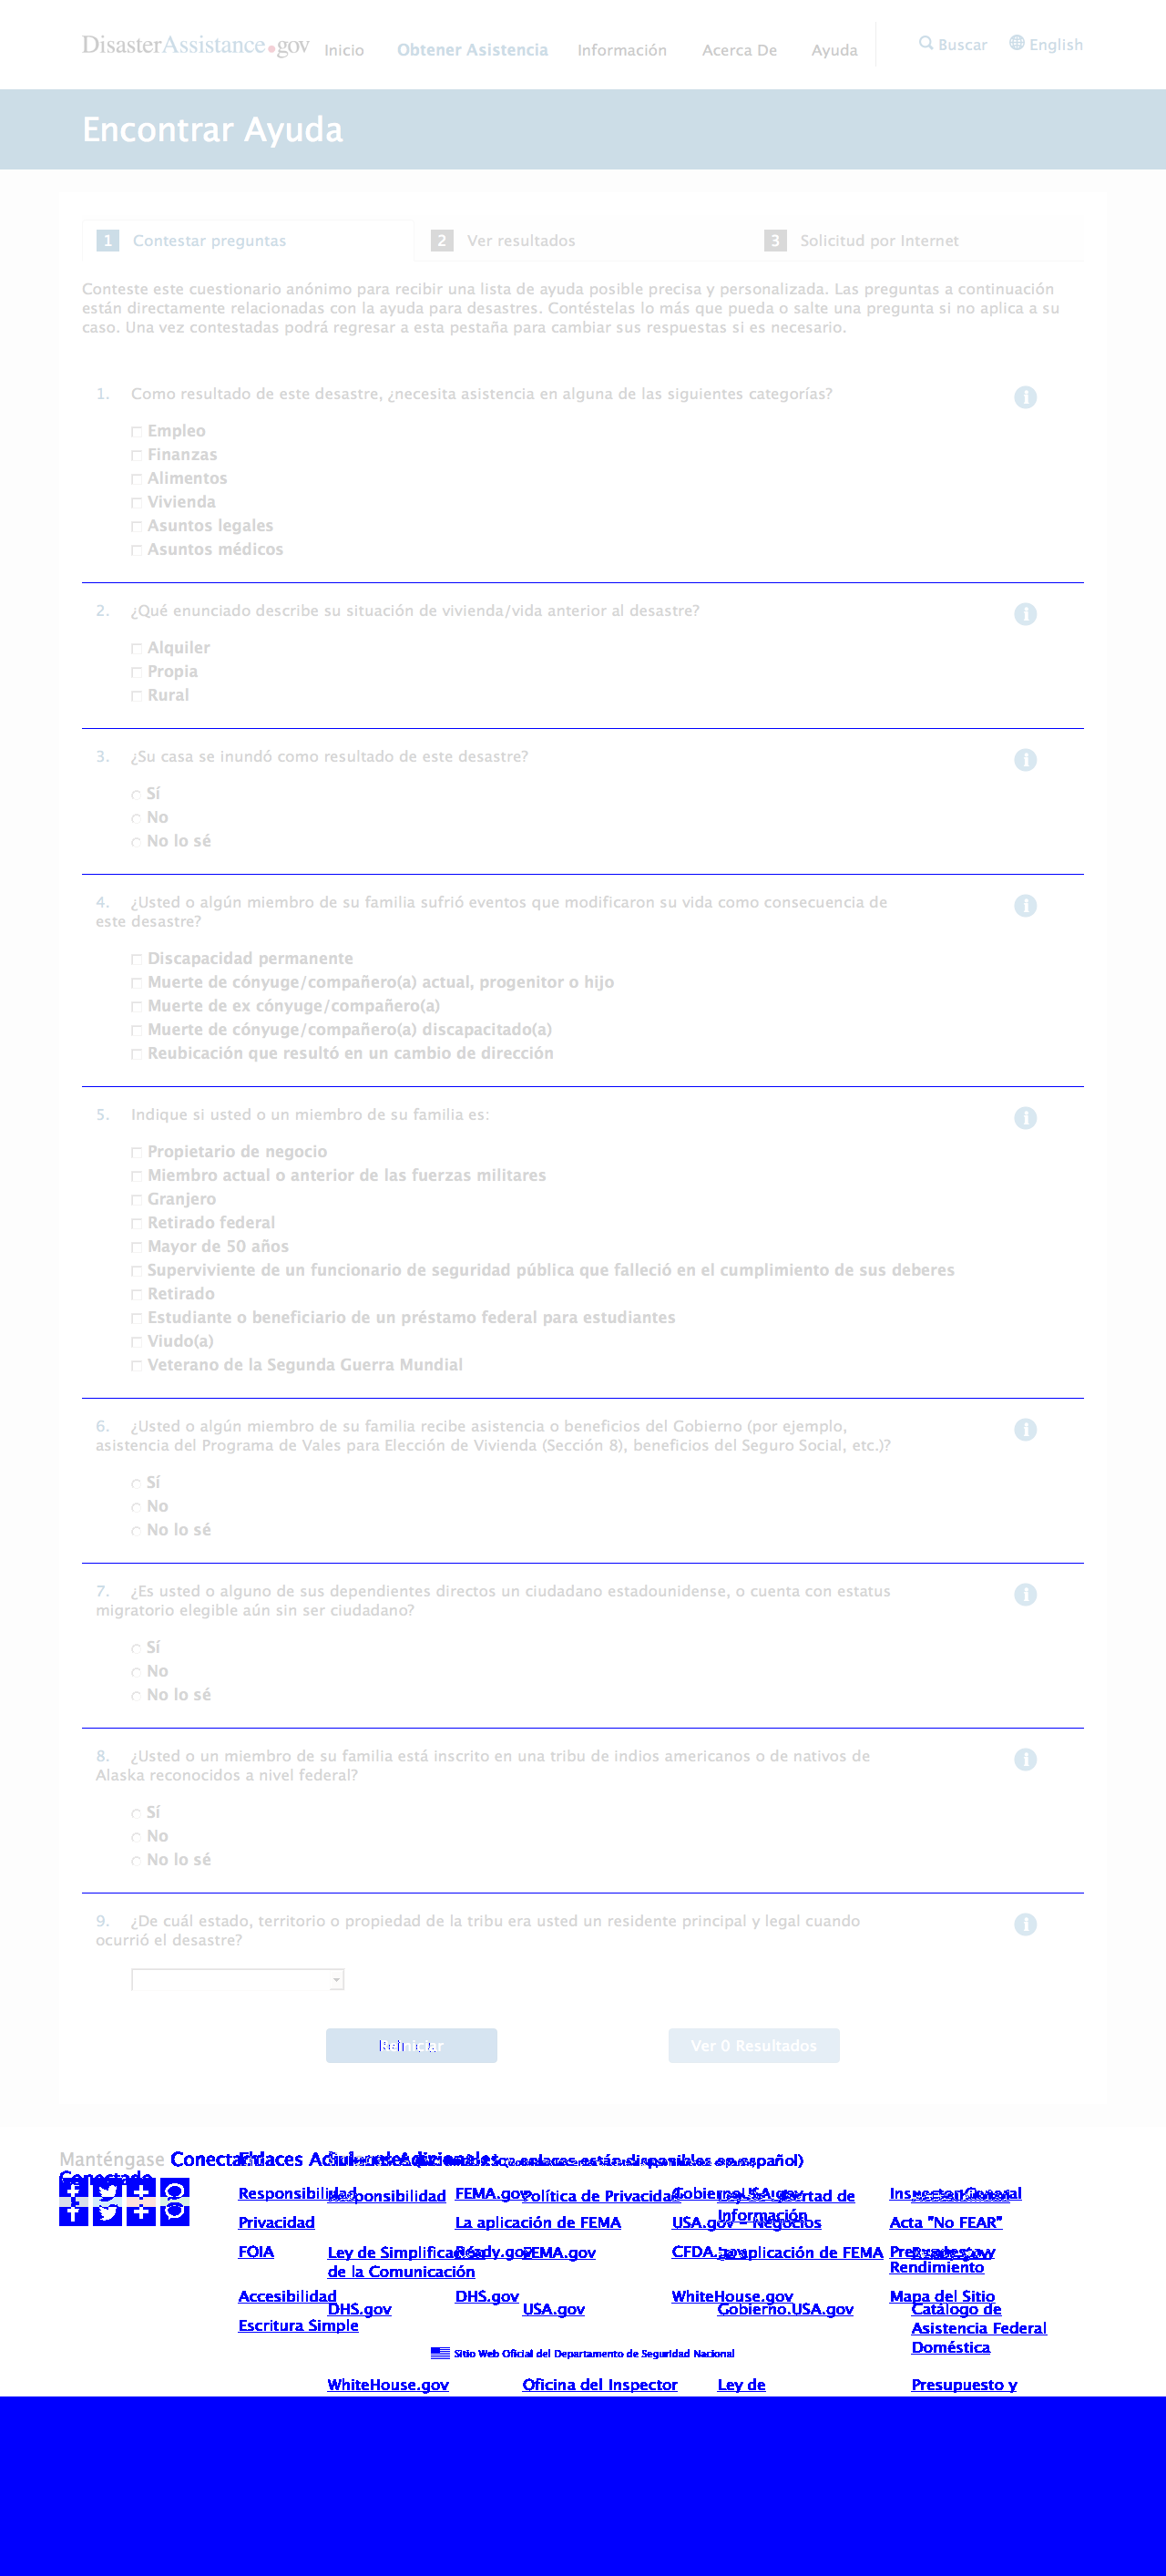 DisasterAssistance.gov
Inicio
Obtener Asistencia
Información
Acerca De
Ayuda
Buscar
English
Encontrar Ayuda
1 Contestar preguntas
2 Ver resultados
3 Solicitud por Internet
Conteste este cuestionario anónimo para recibir una lista de ayuda posible precisa y personalizada. Las preguntas a continuación
están directamente relacionadas con la ayuda para desastres. Contéstelas lo más que pueda o salte una pregunta si no aplica a su
caso. Una vez contestadas podrá regresar a esta pestaña para cambiar sus respuestas si es necesario.
1. Como resultado de este desastre, ¿necesita asistencia en alguna de las siguientes categorías?
Empleo
Finanzas
Alimentos
Vivienda
Asuntos legales
Asuntos médicos
2. ¿Qué enunciado describe su situación de vivienda/vida anterior al desastre?
Alquiler
Propia
Rural
3. ¿Su casa se inundó como resultado de este desastre?
Sí
No
No lo sé
4. ¿Usted o algún miembro de su familia sufrió eventos que modificaron su vida como consecuencia de
este desastre?
Discapacidad permanente
Muerte de cónyuge/compañero(a) actual, progenitor o hijo
Muerte de ex cónyuge/compañero(a)
Muerte de cónyuge/compañero(a) discapacitado(a)
Reubicación que resultó en un cambio de dirección
5. Indique si usted o un miembro de su familia es:
Propietario de negocio
Miembro actual o anterior de las fuerzas militares
Granjero
Retirado federal
Mayor de 50 años
Superviviente de un funcionario de seguridad pública que falleció en el cumplimiento de sus deberes
Retirado
Estudiante o beneficiario de un préstamo federal para estudiantes
Viudo(a)
Veterano de la Segunda Guerra Mundial
6. ¿Usted o algún miembro de su familia recibe asistencia o beneficios del Gobierno (por ejemplo,
asistencia del Programa de Vales para Elección de Vivienda (Sección 8), beneficios del Seguro Social, etc.)?
Sí
No
No lo sé
7. ¿Es usted o alguno de sus dependientes directos un ciudadano estadounidense, o cuenta con estatus
migratorio elegible aún sin ser ciudadano?
Sí
No
No lo sé
8. ¿Usted o un miembro de su familia está inscrito en una tribu de indios americanos o de nativos de
Alaska reconocidos a nivel federal?
Sí
No
No lo sé
9. ¿De cuál estado, territorio o propiedad de la tribu era usted un residente principal y legal cuando
ocurrió el desastre?
Reiniciar
Ver 0 Resultados
Manténgase
Conectado
enlaces están disponibles en español)
Responsibilidad
Responsibilidad
FEMA.gov
Política de Privacidad
Gobierno.USA.gov
Libertad de
Información
Inspector General
Privacidad
La aplicación de FEMA
USA.gov – Negocios
Acta "No FEAR"
FOIA
Ley de Simplificación
de la Comunicación
Ready.gov
FEMA.gov
CFDA.gov
La aplicación de FEMA
Presupuesto y
Rendimiento
Accesibilidad
DHS.gov
DHS.gov
USA.gov
WhiteHouse.gov
Gobierno.USA.gov
Mapa del Sitio
Catálogo de
Asistencia Federal
Doméstica
Escritura Simple
Sitio Web Oficial del Departamento de Seguridad Nacional
WhiteHouse.gov
Oficina del Inspector
Ley de
Presupuesto y